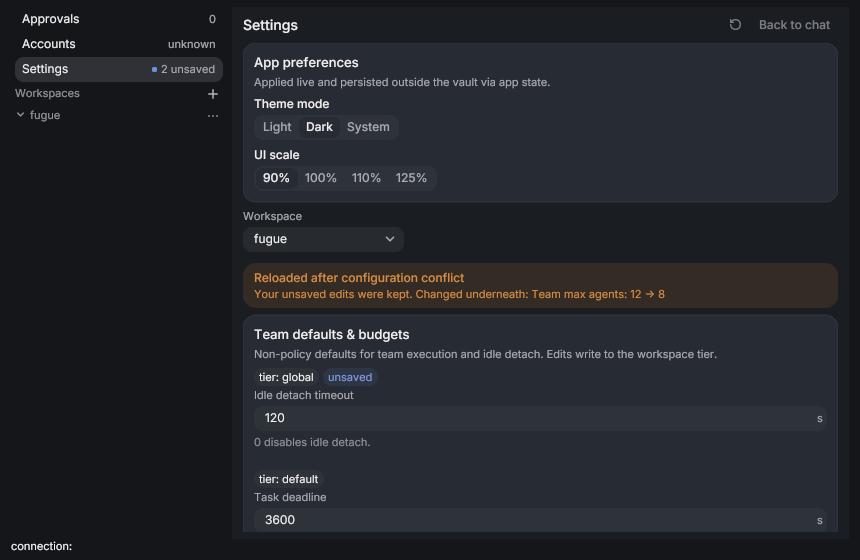 Approvals 0
Accounts unknown
Settings 2 unsaved
Workspaces +
fugue ...
Settings
Back to chat
App preferences
Applied live and persisted outside the vault via app state.
Theme mode
Light Dark System
UI scale
90% 100% 110% 125%
Workspace
fugue
Reloaded after configuration conflict
Your unsaved edits were kept. Changed underneath: Team max agents: 12 → 8
Team defaults & budgets
Non-policy defaults for team execution and idle detach. Edits write to the workspace tier.
tier: global unsaved
Idle detach timeout
120 s
0 disables idle detach.
tier: default
Task deadline
3600 s
connection: